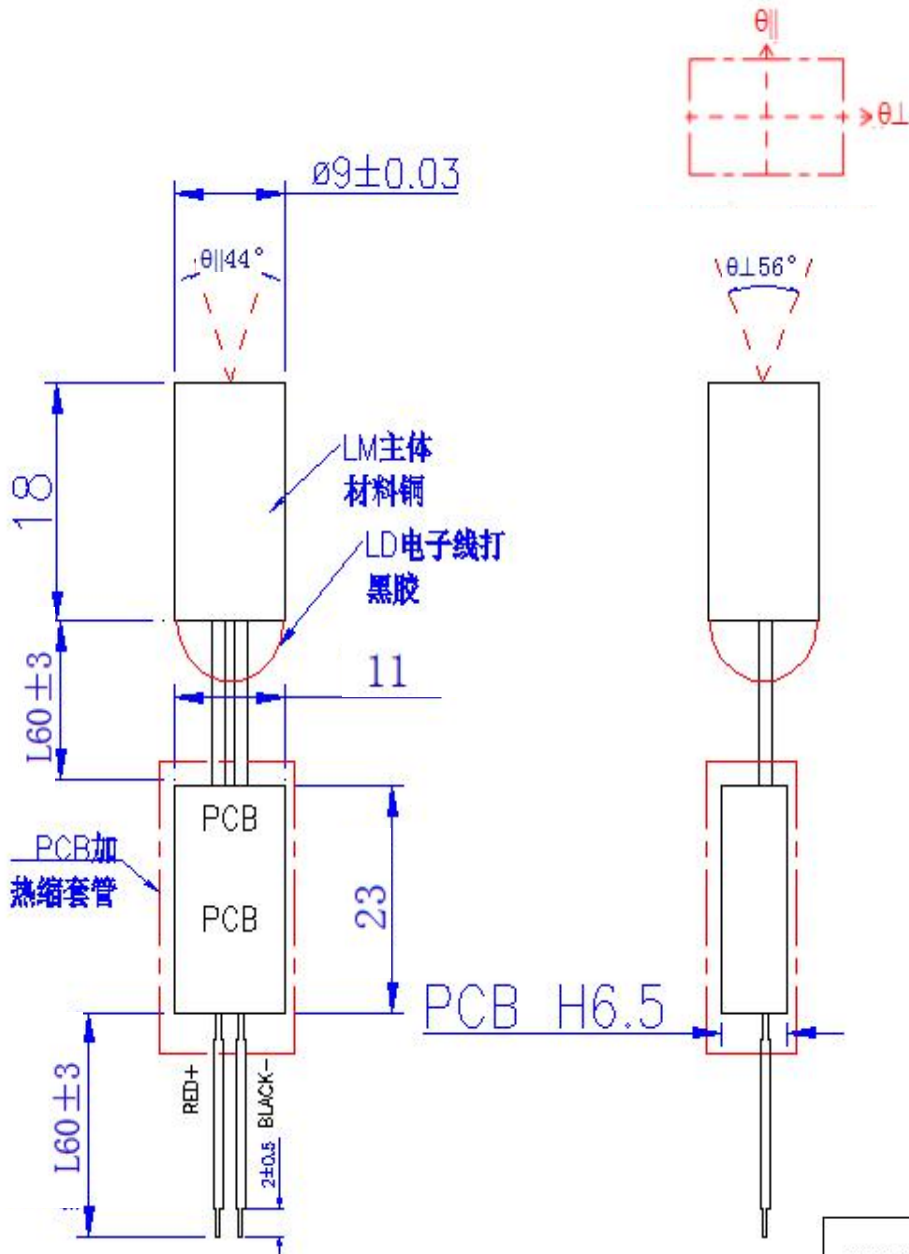 θ∥
θ⊥
ø9±0.03
θ∥44°
θ⊥56°
LM主体
材料铜
18
LD电子线打
黑胶
L60±3
11
PCB
PCB加
热缩套管
PCB
23
PCB H6.5
RED+
BLACK-
L60±3
2±0.5